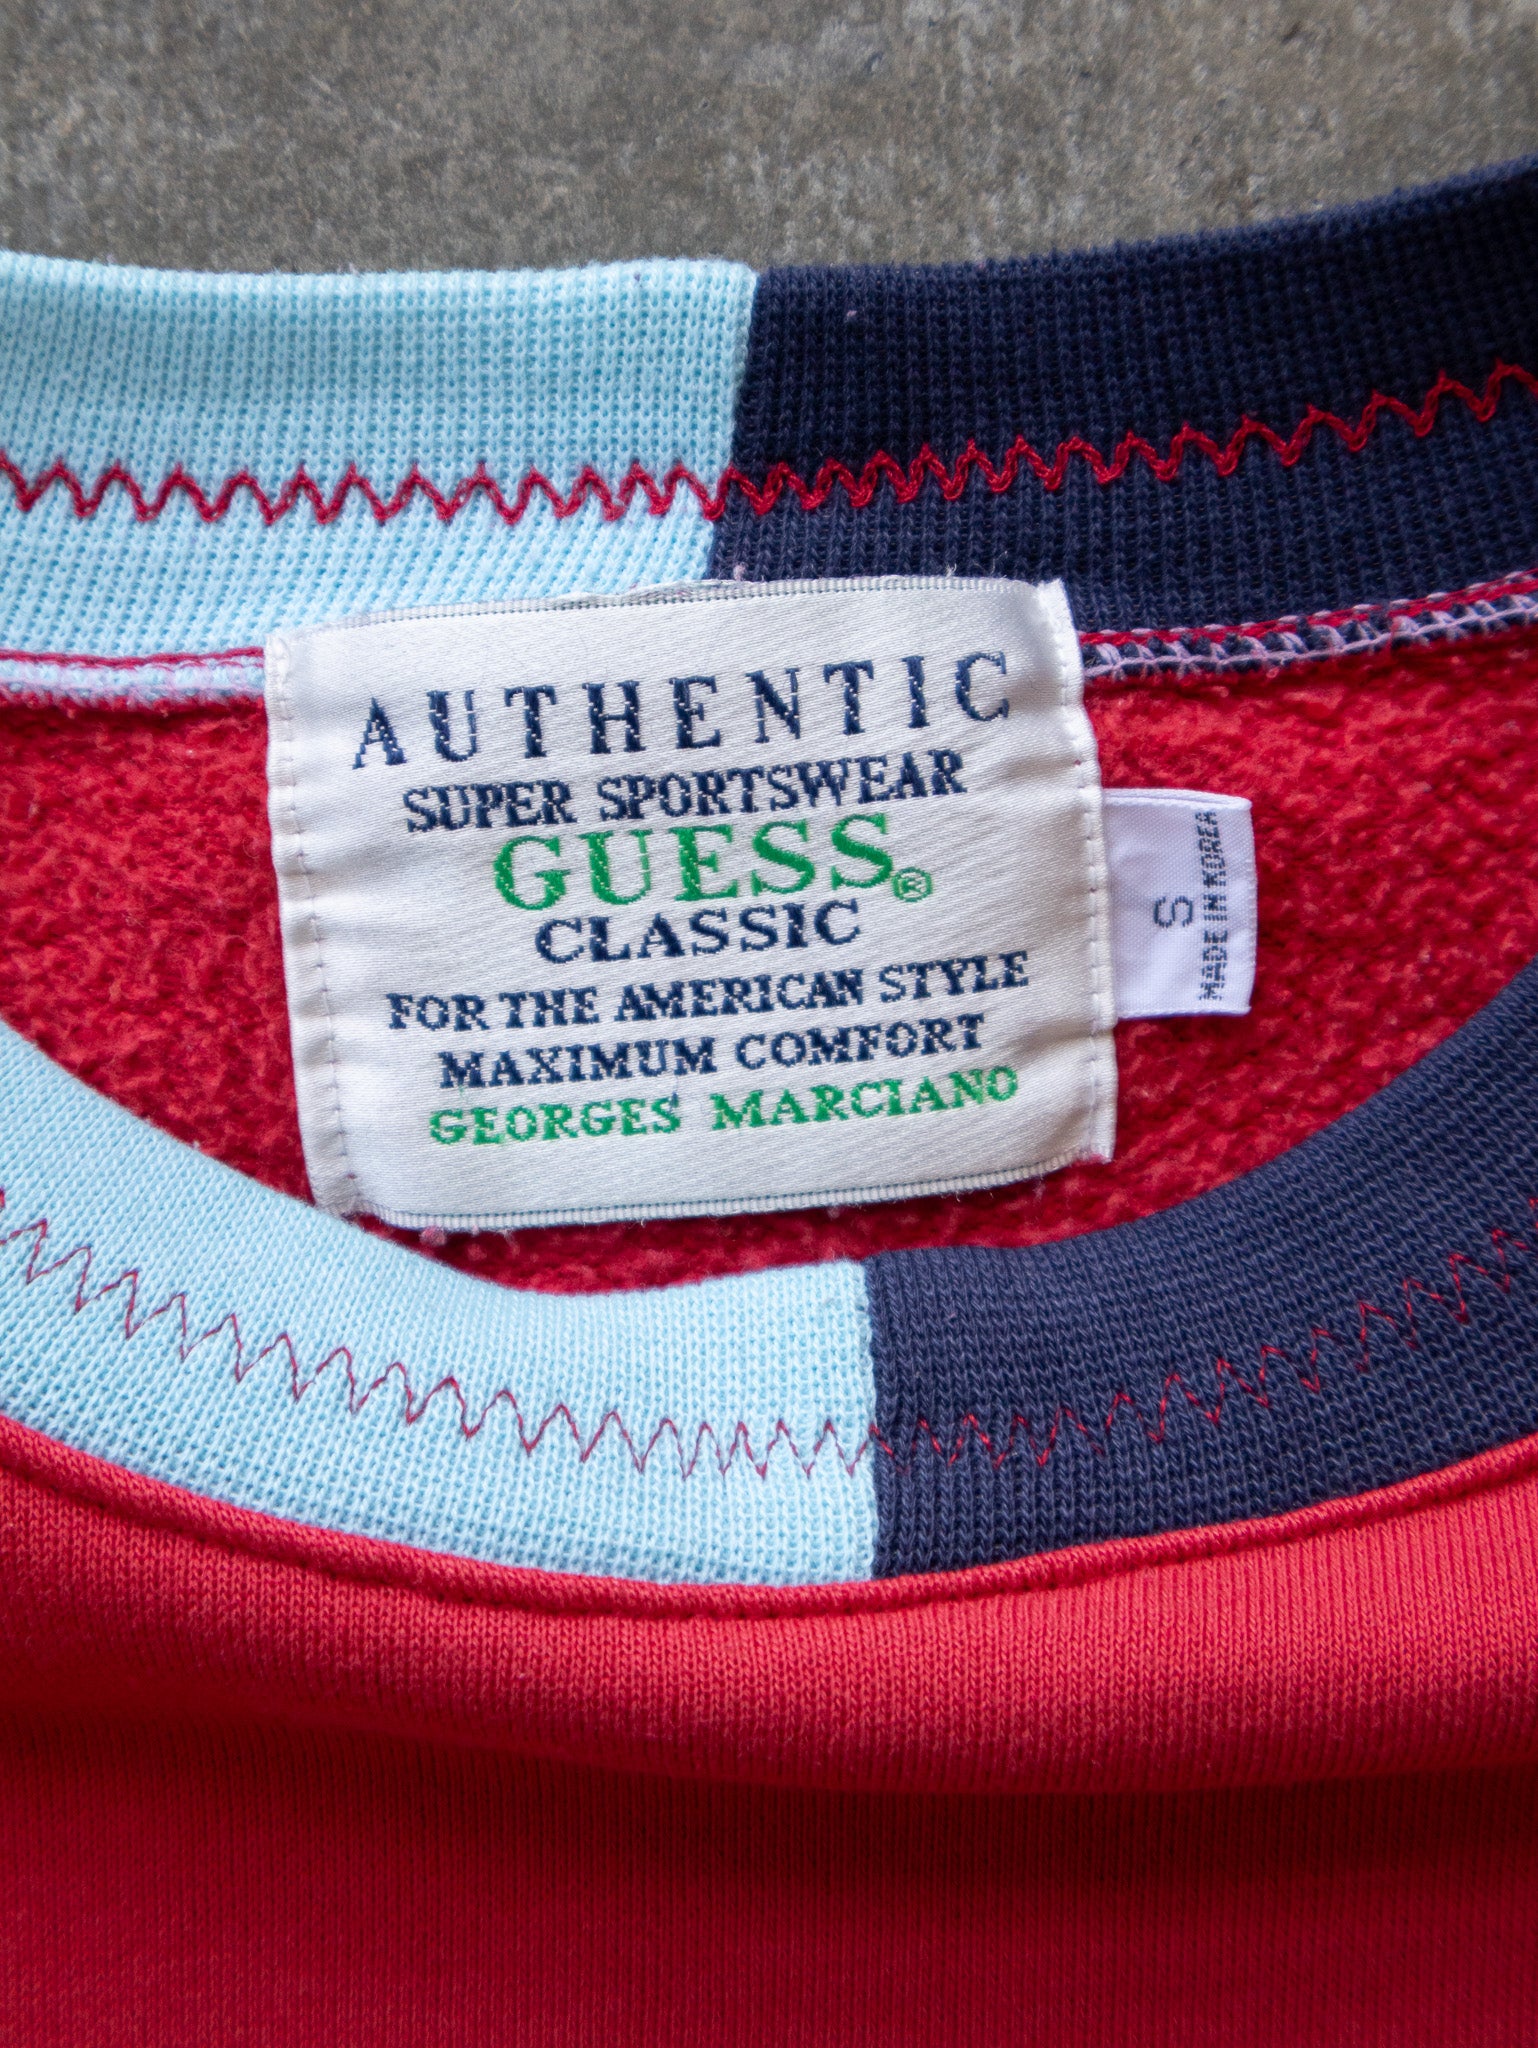 AUTHENTIC
SUPER SPORTSWEAR
GUESS®
CLASSIC
FOR THE AMERICAN STYLE
MAXIMUM COMFORT
GEORGES MARCIANO
S
MADE IN KOREA